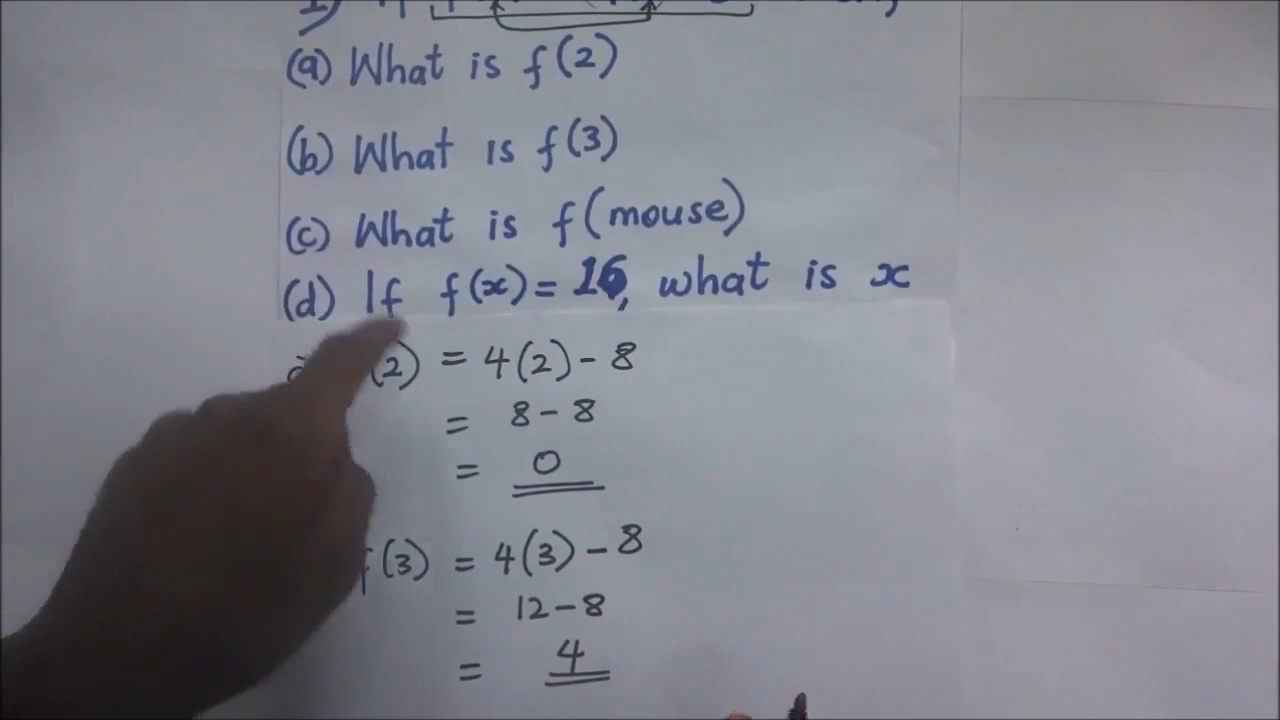 (a) What is f(2)
(b) What is f(3)
(c) What is f(mouse)
(d) If f(x) = 16, what is x
(2) = 4(2) - 8
= 8 - 8
= 0
f(3) = 4(3) - 8
= 12 - 8
= 4